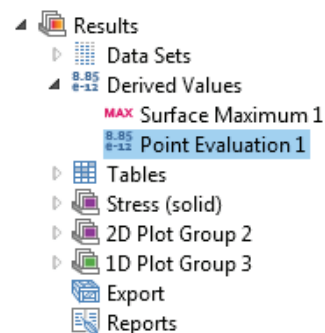 Results
Data Sets
8.85
e-12 Derived Values
MAX Surface Maximum 1
8.85
e-12 Point Evaluation 1
Tables
Stress (solid)
2D Plot Group 2
1D Plot Group 3
Export
Reports